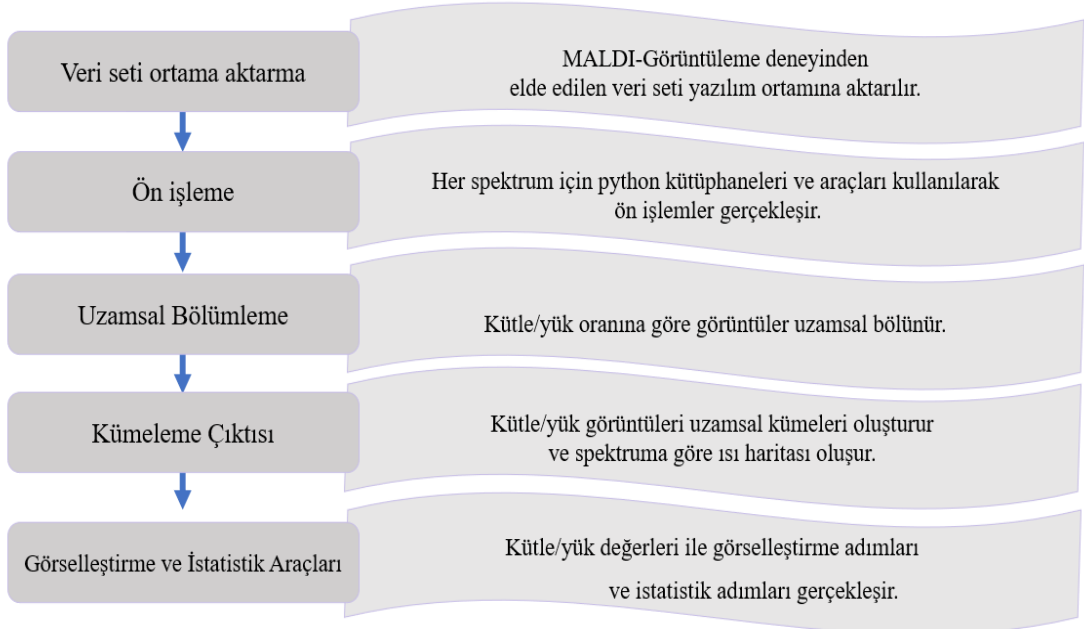 Veri seti ortama aktarma
MALDI-Görüntüleme deneyinden
elde edilen veri seti yazılım ortamına aktarılır.
Ön işleme
Her spektrum için python kütüphaneleri ve araçları kullanılarak
ön işlemler gerçekleşir.
Uzamsal Bölümleme
Kütle/yük oranına göre görüntüler uzamsal bölünür.
Kümeleme Çıktısı
Kütle/yük görüntüleri uzamsal kümeleri oluşturur
ve spektruma göre ısı haritası oluşur.
Görselleştirme ve İstatistik Araçları
Kütle/yük değerleri ile görselleştirme adımları
ve istatistik adımları gerçekleşir.